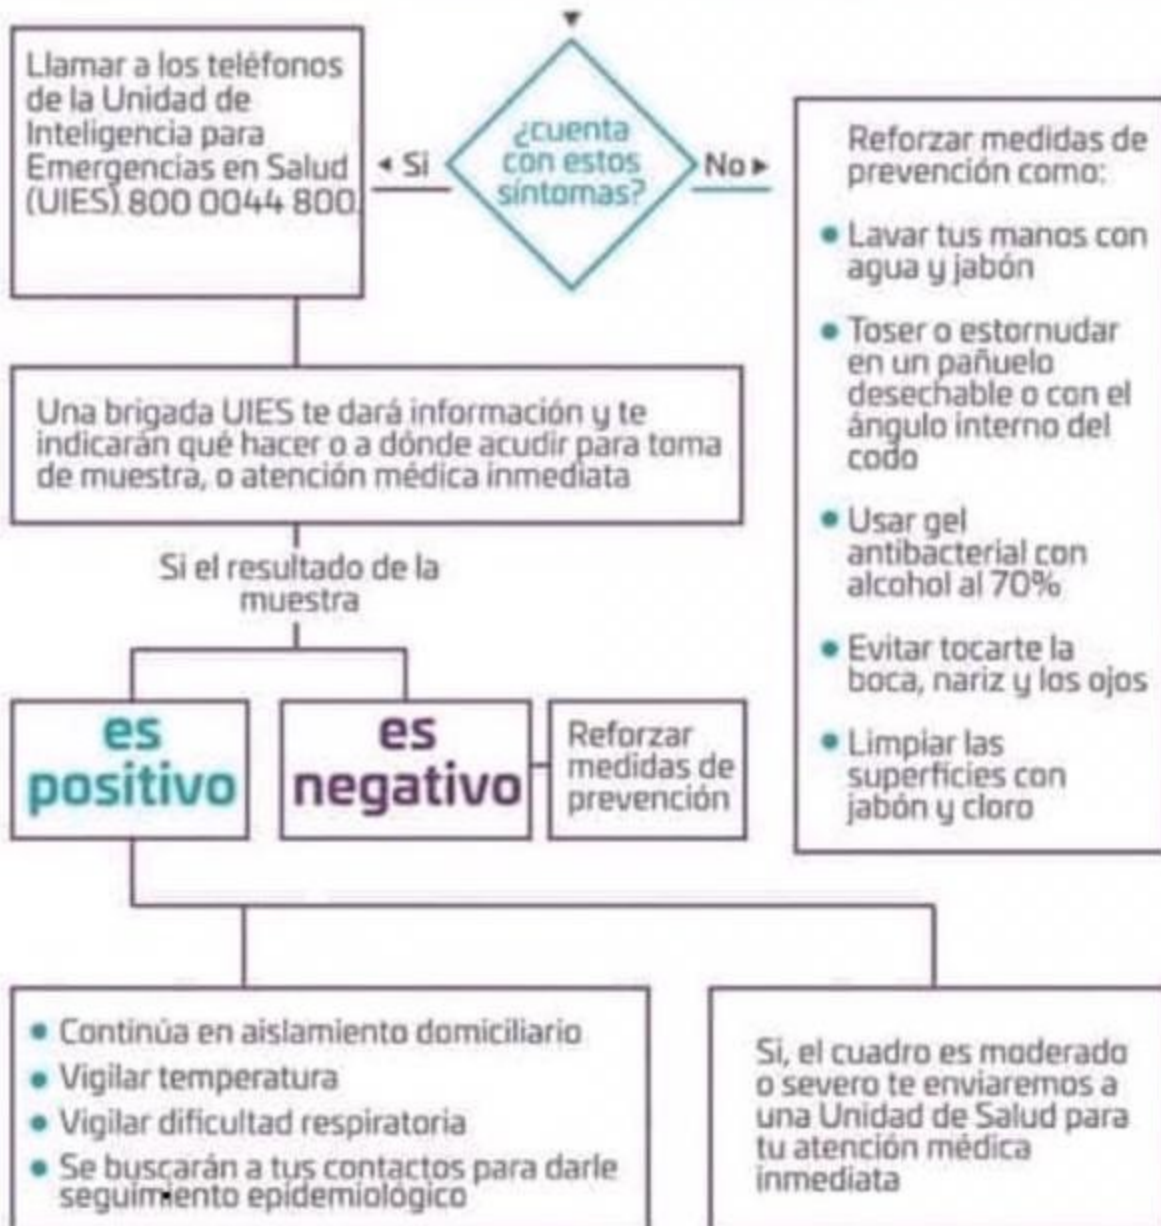 Llamar a los teléfonos
de la Unidad de
Inteligencia para
Emergencias en Salud
(UIES) 800 0044 800
¿cuenta
con estos
síntomas?
Si
No
Reforzar medidas de
prevención como:
Lavar tus manos con
agua y jabón
Toser o estornudar
en un pañuelo
desechable o con el
ángulo interno del
codo
Usar gel
antibacterial con
alcohol al 70%
Evitar tocarte la
boca, nariz y los ojos
Limpiar las
superficies con
jabón y cloro
Una brigada UIES te dará información y te
indicarán qué hacer o a dónde acudir para toma
de muestra, o atención médica inmediata
Si el resultado de la
muestra
es
positivo
es
negativo
Reforzar
medidas de
prevención
Continúa en aislamiento domiciliario
Vigilar temperatura
Vigilar dificultad respiratoria
Se buscarán a tus contactos para darle
seguimiento epidemiológico
Si, el cuadro es moderado
o severo te enviaremos a
una Unidad de Salud para
tu atención médica
inmediata